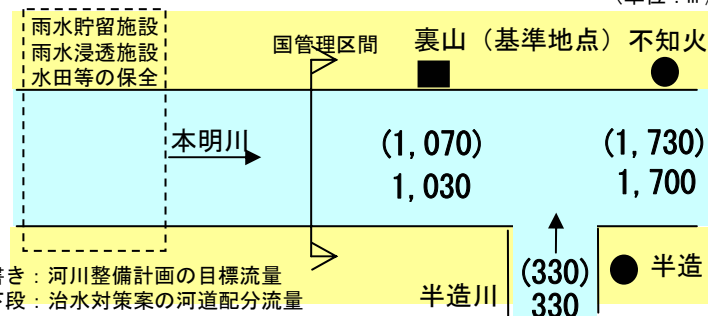 (単位:㎥
雨水貯留施設
雨水浸透施設
水田等の保全
国管理区間
裏山(基準地点)
不知火
本明川
(1,070)
1,030
(1,730)
1,700
書き:河川整備計画の目標流量
下段:治水対策案の河道配分流量
半造川
(330)
330
半造